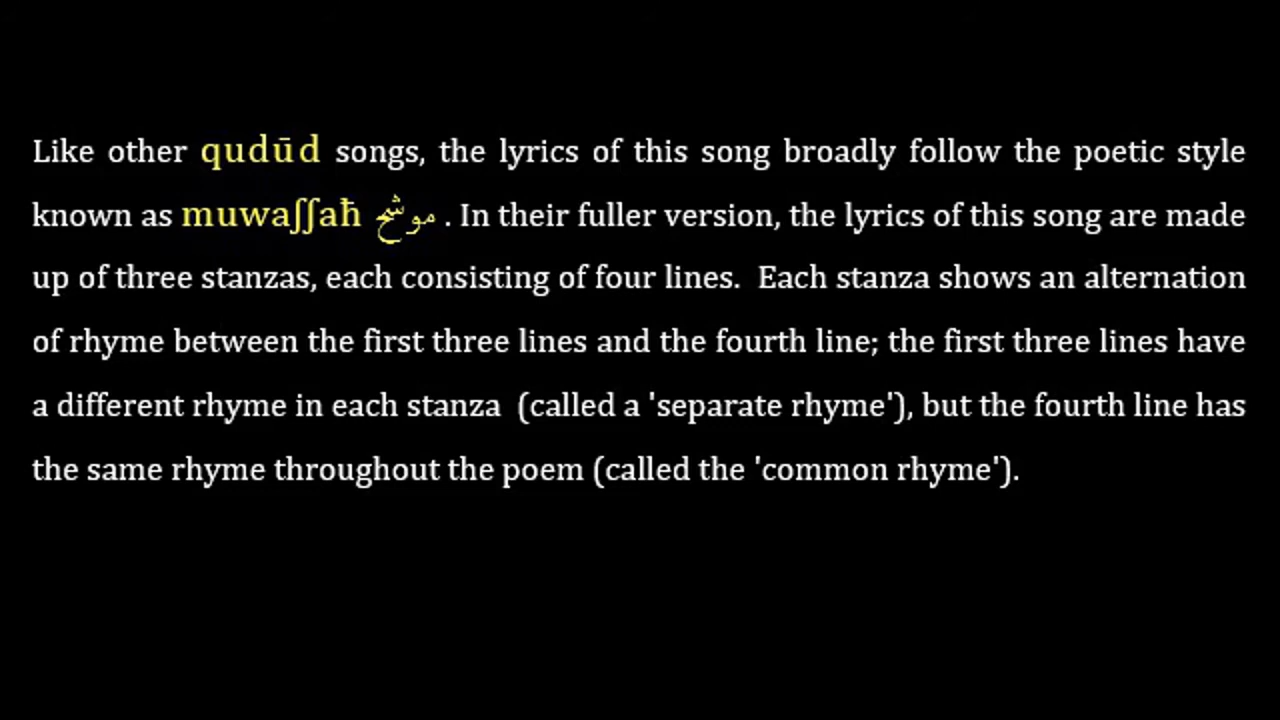 Like other qudūd songs, the lyrics of this song broadly follow the poetic style
known as muwaʃʃaħ موشح . In their fuller version, the lyrics of this song are made
up of three stanzas, each consisting of four lines.  Each stanza shows an alternation
of rhyme between the first three lines and the fourth line; the first three lines have
a different rhyme in each stanza  (called a 'separate rhyme'), but the fourth line has
the same rhyme throughout the poem (called the 'common rhyme').